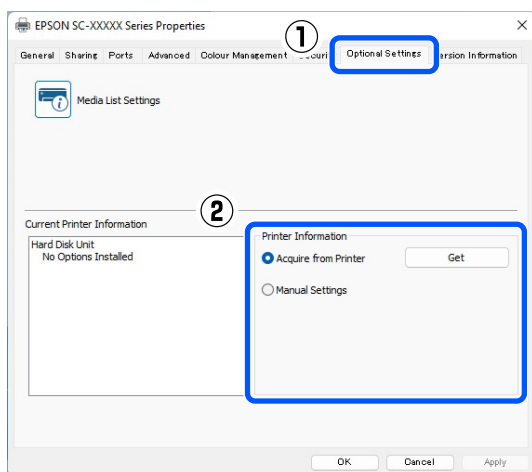 EPSON SC-XXXXX Series Properties
①
General Sharing Ports Advanced Colour Management Optional Settings
Media List Settings
②
Current Printer Information
Hard Disk Unit
No Options Installed
Printer Information
Acquire from Printer Get
Manual Settings
OK Cancel Apply